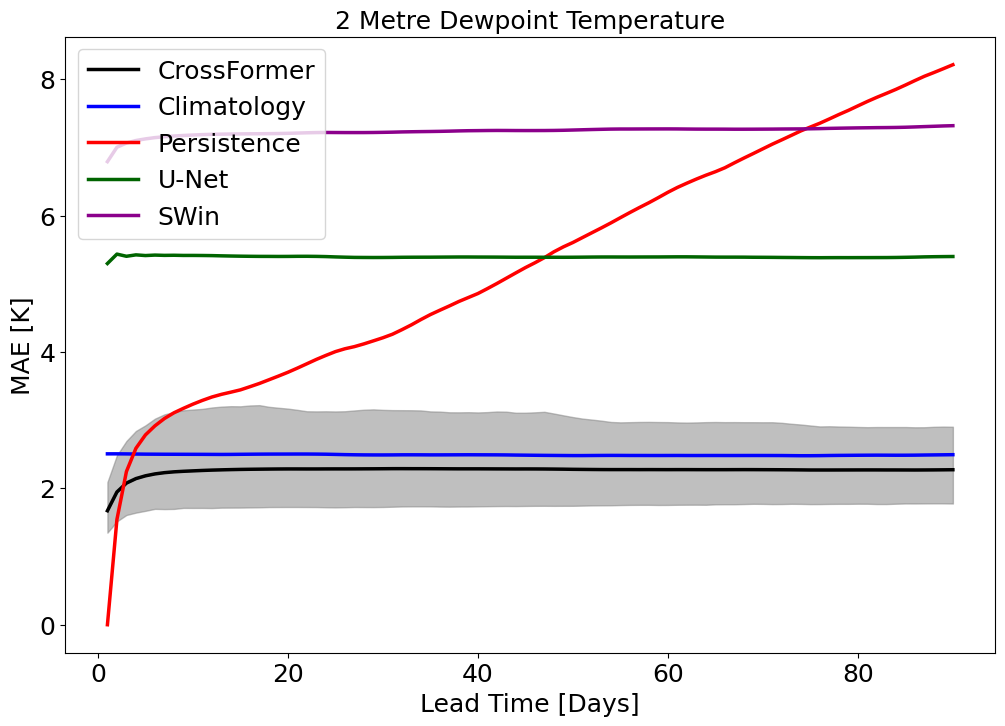 2 Metre Dewpoint Temperature
CrossFormer
Climatology
Persistence
U-Net
SWin
MAE [K]
8
6
4
2
0
0 20 40 60 80
Lead Time [Days]